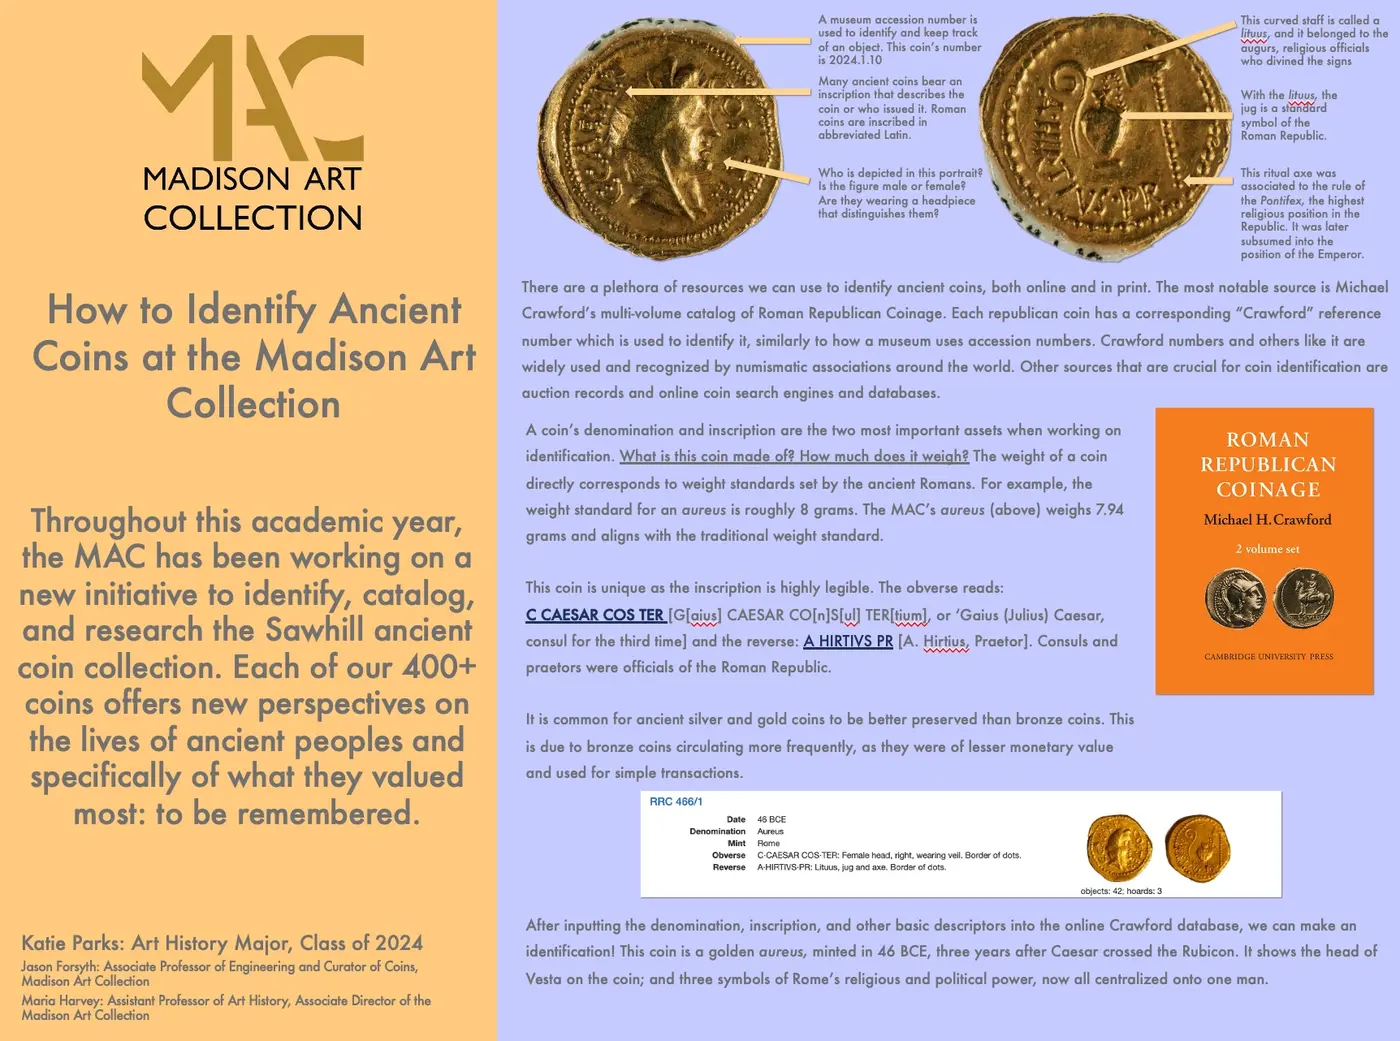 MAC
MADISON ART
COLLECTION
How to Identify Ancient
Coins at the Madison Art
Collection
Throughout this academic year,
the MAC has been working on a
new initiative to identify, catalog,
and research the Sawhill ancient
coin collection. Each of our 400+
coins offers new perspectives on
the lives of ancient peoples and
specifically of what they valued
most: to be remembered.
Katie Parks: Art History Major, Class of 2024
Jason Forsyth: Associate Professor of Engineering and Curator of Coins,
Madison Art Collection
Maria Harvey: Assistant Professor of Art History, Associate Director of the
Madison Art Collection
A museum accession number is
used to identify and keep track
of an object. This coin's number
is 2024.1.10
Many ancient coins bear an
inscription that describes the
coin or who issued it. Roman
coins are inscribed in
abbreviated Latin.
Who is depicted in this portrait?
Is the figure male or female?
Are they wearing a headpiece
that distinguishes them?
This curved staff is called a
lituus, and it belonged to the
augurs, religious officials
who divined the signs
With the lituus, the
jug is a standard
symbol of the
Roman Republic.
This ritual axe was
associated to the rule of
the Pontifex, the highest
religious position in the
Republic. It was later
subsumed into the
position of the Emperor.
There are a plethora of resources we can use to identify ancient coins, both online and in print. The most notable source is Michael
Crawford's multi-volume catalog of Roman Republican Coinage. Each republican coin has a corresponding "Crawford" reference
number which is used to identify it, similarly to how a museum uses accession numbers. Crawford numbers and others like it are
widely used and recognized by numismatic associations around the world. Other sources that are crucial for coin identification are
auction records and online coin search engines and databases.
A coin's denomination and inscription are the two most important assets when working on
identification. What is this coin made of? How much does it weigh? The weight of a coin
directly corresponds to weight standards set by the ancient Romans. For example, the
weight standard for an aureus is roughly 8 grams. The MAC's aureus (above) weighs 7.94
grams and aligns with the traditional weight standard.
This coin is unique as the inscription is highly legible. The obverse reads:
C CAESAR COS TER [G[aius] CAESAR CO[n]S[ul] TER[tium], or 'Gaius (Julius) Caesar,
consul for the third time] and the reverse: A HIRTIVS PR [A. Hirtius, Praetor]. Consuls and
praetors were officials of the Roman Republic.
It is common for ancient silver and gold coins to be better preserved than bronze coins. This
is due to bronze coins circulating more frequently, as they were of lesser monetary value
and used for simple transactions.
ROMAN
REPUBLICAN
COINAGE
Michael H. Crawford
2 volume set
CAMBRIDGE UNIVERSITY PRESS
RRC 466/1
Date 46 BCE
Denomination Aureus
Mint Rome
Obverse C·CAESAR COS·TER: Female head, right, wearing veil. Border of dots.
Reverse A·HIRTIVS·PR: Lituus, jug and axe. Border of dots.
objects: 42; hoards: 3
After inputting the denomination, inscription, and other basic descriptors into the online Crawford database, we can make an
identification! This coin is a golden aureus, minted in 46 BCE, three years after Caesar crossed the Rubicon. It shows the head of
Vesta on the coin; and three symbols of Rome's religious and political power, now all centralized onto one man.